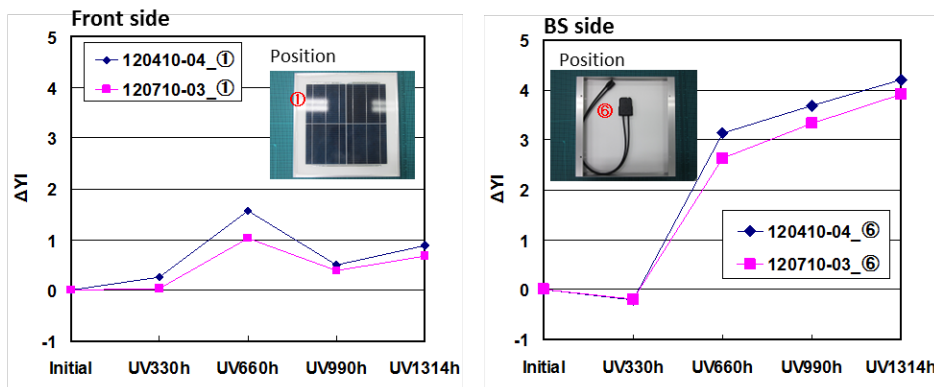 Front side
5
4
3
2
1
0
-1
ΔYI
120410-04_①
120710-03_①
Position
①
Initial UV330h UV660h UV990h UV1314h
BS side
5
4
3
2
1
0
-1
ΔYI
Position
⑥
120410-04_⑥
120710-03_⑥
Initial UV330h UV660h UV990h UV1314h